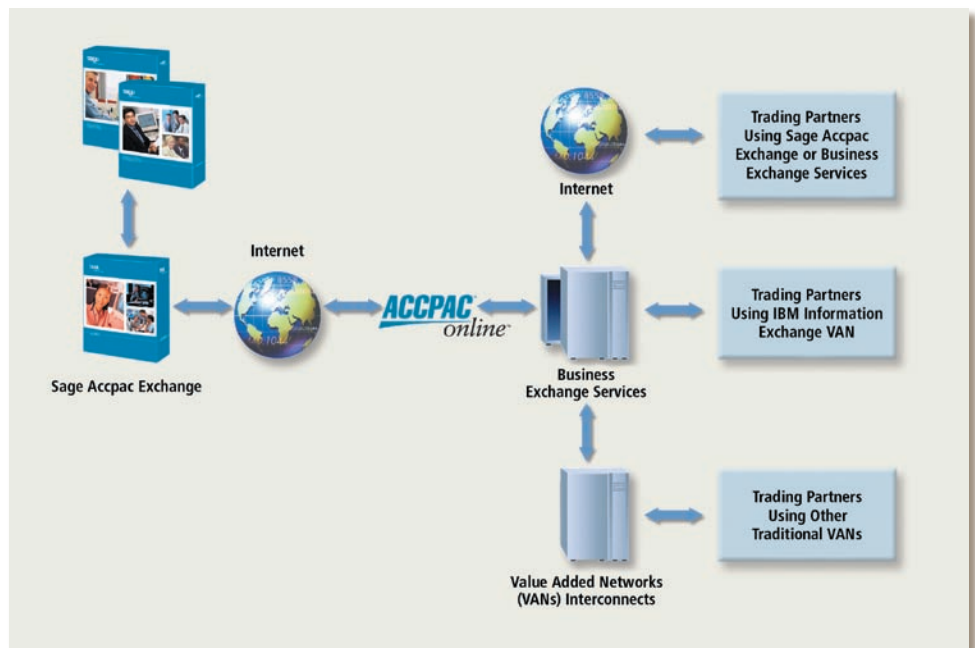 Internet
Sage Accpac Exchange
ACCPAC
online™
Internet
Trading Partners
Using Sage Accpac
Exchange or Business
Exchange Services
Business
Exchange Services
Trading Partners
Using IBM Information
Exchange VAN
Value Added Networks
(VANs) Interconnects
Trading Partners
Using Other
Traditional VANs